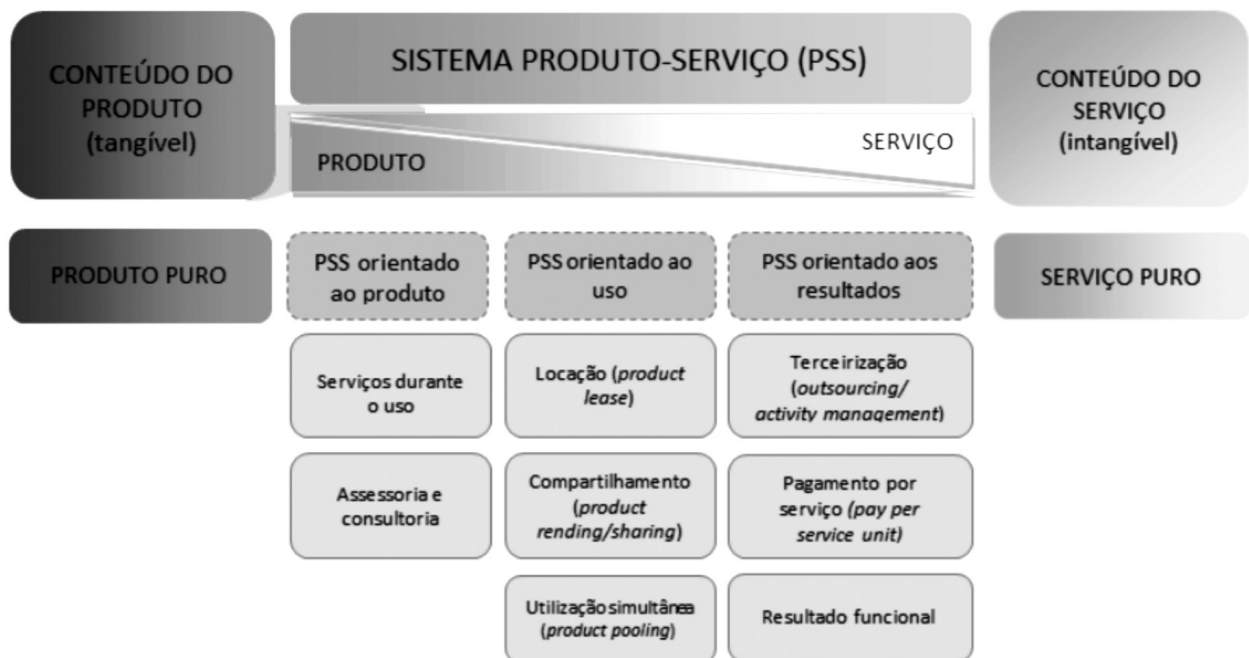 CONTEÚDO DO
PRODUTO
(tangível)
SISTEMA PRODUTO-SERVIÇO (PSS)
PRODUTO
SERVIÇO
CONTEÚDO DO
SERVIÇO
(intangível)
PRODUTO PURO
PSS orientado
ao produto
PSS orientado ao
uso
PSS orientado aos
resultados
SERVIÇO PURO
Serviços durante
o uso
Locação (product
lease)
Terceirização
(outsourcing/
activity management)
Assessoria e
consultoria
Compartilhamento
(product
rending/sharing)
Pagamento por
serviço (pay per
service unit)
Utilização simultânea
(product pooling)
Resultado funcional